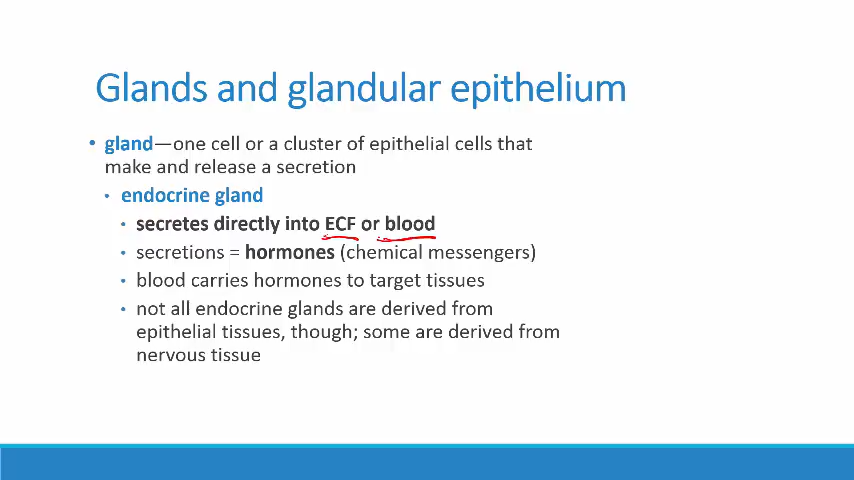 Glands and glandular epithelium
• gland—one cell or a cluster of epithelial cells that
make and release a secretion
• endocrine gland
• secretes directly into ECF or blood
• secretions = hormones (chemical messengers)
• blood carries hormones to target tissues
• not all endocrine glands are derived from
epithelial tissues, though; some are derived from
nervous tissue